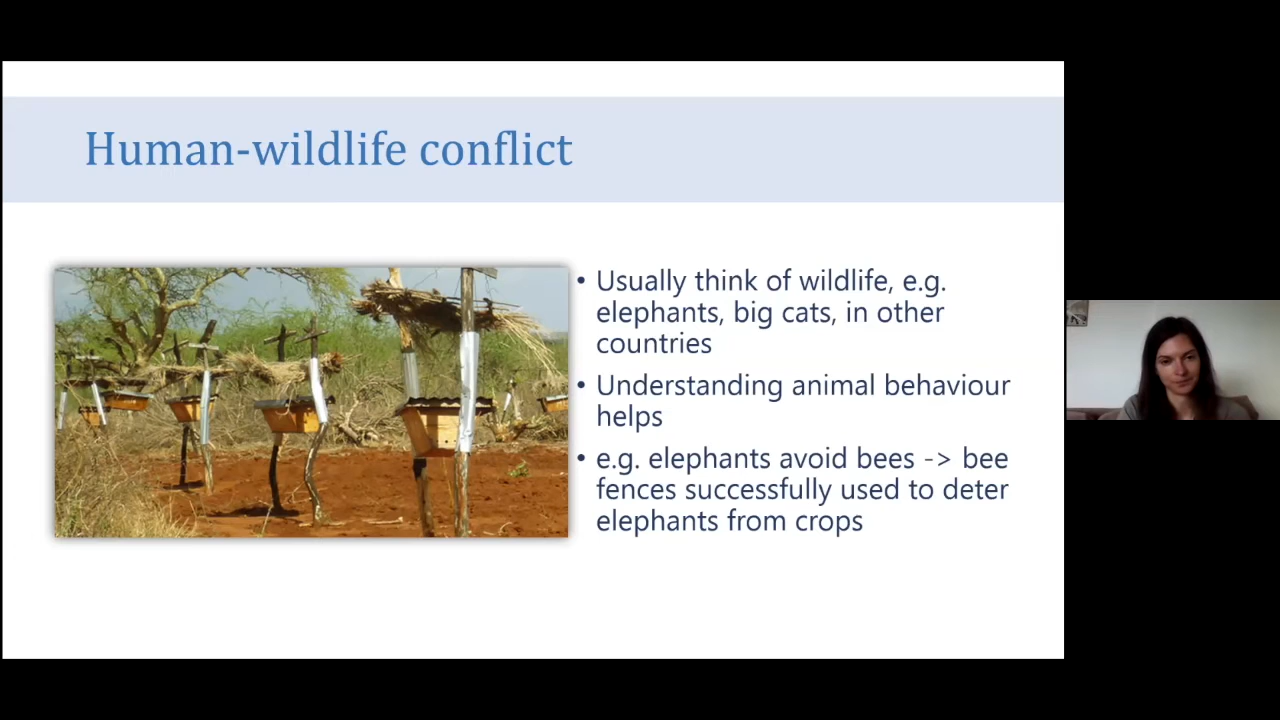 Human-wildlife conflict
• Usually think of wildlife, e.g.
elephants, big cats, in other
countries
• Understanding animal behaviour
helps
• e.g. elephants avoid bees -> bee
fences successfully used to deter
elephants from crops